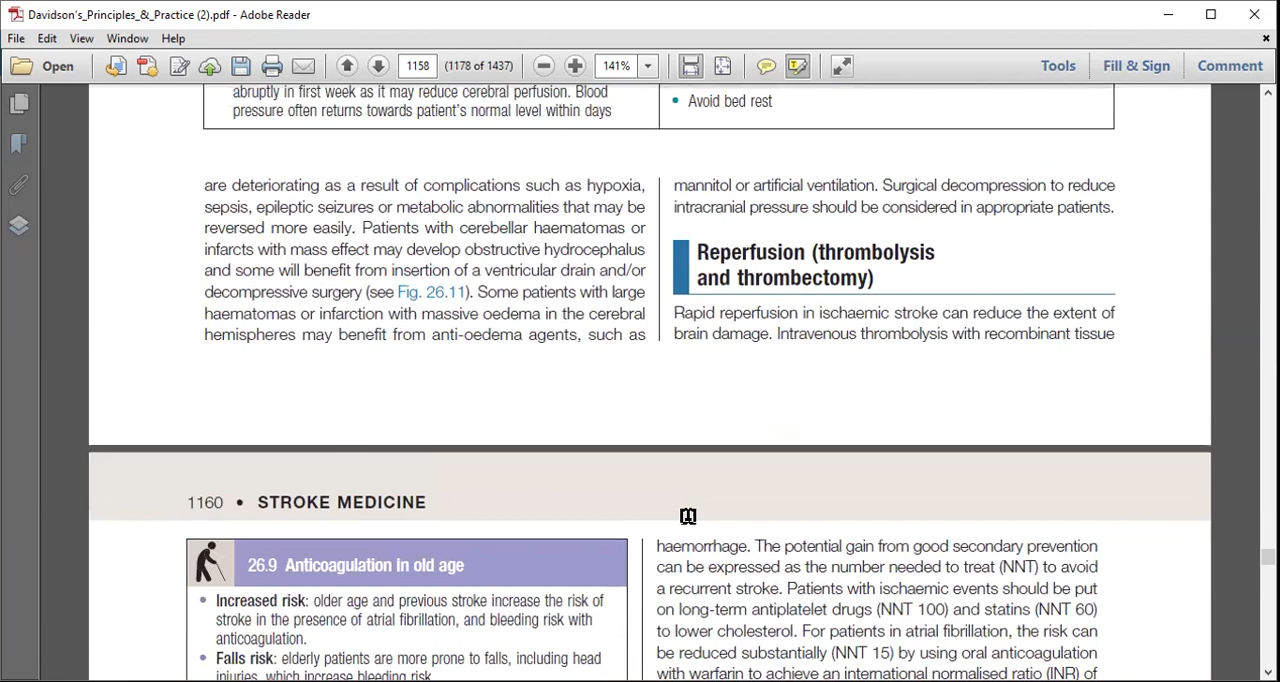 Davidson's_Principles_&_Practice (2).pdf - Adobe Reader
File Edit View Window Help
Open 1158 (1178 of 1437) 141% Tools Fill & Sign Comment
abruptly in first week as it may reduce cerebral perfusion. Blood
pressure often returns towards patient's normal level within days
• Avoid bed rest
are deteriorating as a result of complications such as hypoxia,
sepsis, epileptic seizures or metabolic abnormalities that may be
reversed more easily. Patients with cerebellar haematomas or
infarcts with mass effect may develop obstructive hydrocephalus
and some will benefit from insertion of a ventricular drain and/or
decompressive surgery (see Fig. 26.11). Some patients with large
haematomas or infarction with massive oedema in the cerebral
hemispheres may benefit from anti-oedema agents, such as
mannitol or artificial ventilation. Surgical decompression to reduce
intracranial pressure should be considered in appropriate patients.
Reperfusion (thrombolysis
and thrombectomy)
Rapid reperfusion in ischaemic stroke can reduce the extent of
brain damage. Intravenous thrombolysis with recombinant tissue
1160 • STROKE MEDICINE
26.9 Anticoagulation in old age
• Increased risk: older age and previous stroke increase the risk of
stroke in the presence of atrial fibrillation, and bleeding risk with
anticoagulation.
• Falls risk: elderly patients are more prone to falls, including head
injuries, which increase bleeding risk.
haemorrhage. The potential gain from good secondary prevention
can be expressed as the number needed to treat (NNT) to avoid
a recurrent stroke. Patients with ischaemic events should be put
on long-term antiplatelet drugs (NNT 100) and statins (NNT 60)
to lower cholesterol. For patients in atrial fibrillation, the risk can
be reduced substantially (NNT 15) by using oral anticoagulation
with warfarin to achieve an international normalised ratio (INR) of